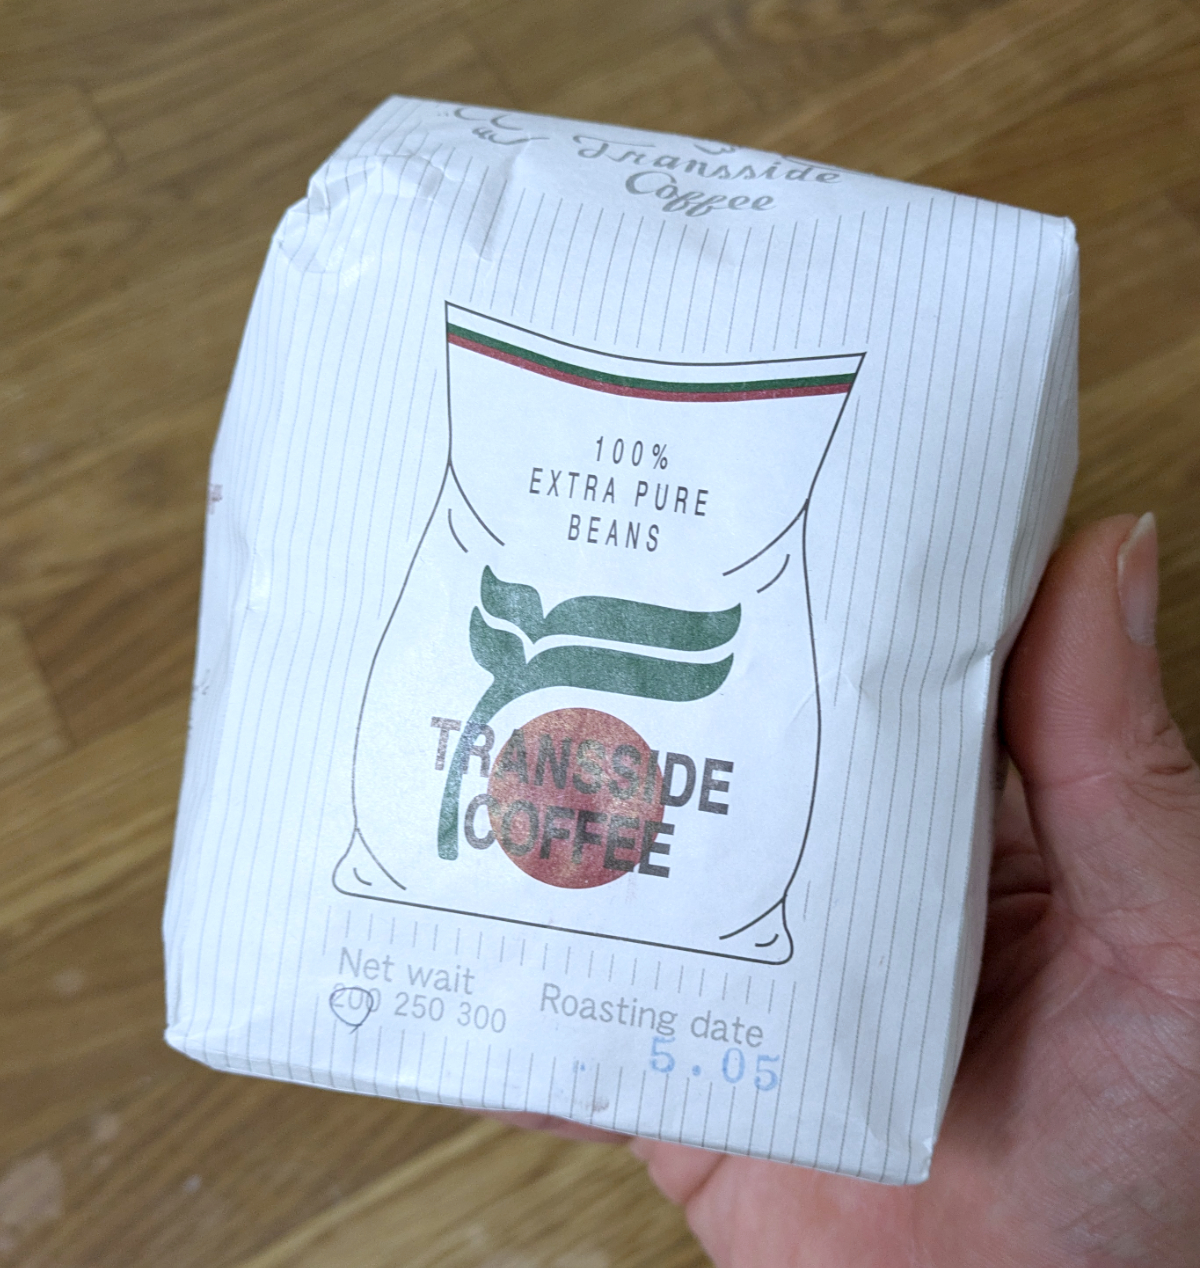 Transside
Coffee
100%
EXTRA PURE
BEANS
TRANSSIDE
COFFEE
Net wait
200 250 300
Roasting date
5.05